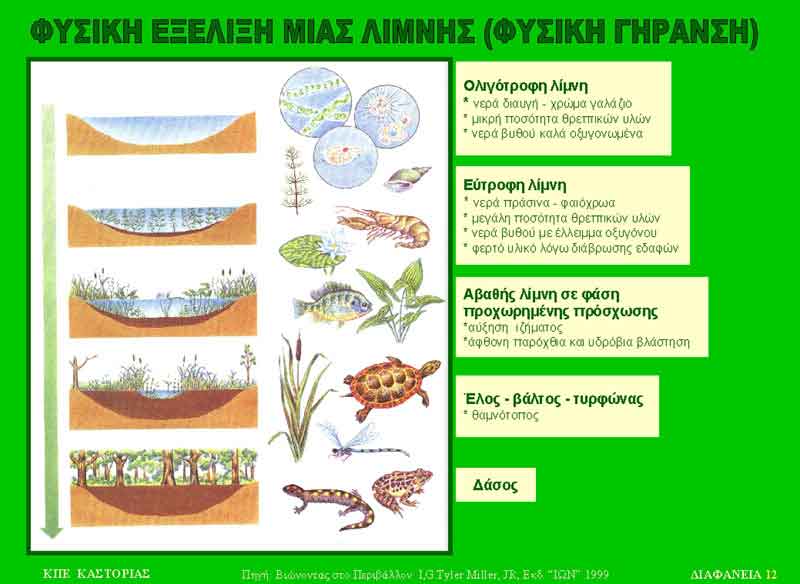 ΦΥΣΙΚΗ ΕΞΕΛΙΞΗ ΜΙΑΣ ΛΙΜΝΗΣ (ΦΥΣΙΚΗ ΓΗΡΑΝΣΗ)
Ολιγότροφη λίμνη
* νερά διαυγή - χρώμα γαλάζιο
* μικρή ποσότητα θρεπτικών υλών
* νερά βυθού καλά οξυγονωμένα
Εύτροφη λίμνη
* νερά πράσινα - φαιόχρωα
* μεγάλη ποσότητα θρεπτικών υλών
* νερά βυθού με έλλειμμα οξυγόνου
* φερτό υλικό λόγω διάβρωσης εδαφών
Αβαθής λίμνη σε φάση
προχωρημένης πρόσχωσης
*αύξηση ιζήματος
*άφθονη παρόχθια και υδρόβια βλάστηση
Έλος - βάλτος - τυρφώνας
* θαμνότοπος
Δάσος
ΚΠΕ ΚΑΣΤΟΡΙΑΣ
Πηγή: Βιώνοντας στο Περιβάλλον I,G.Tyler Miller, JR, Εκδ. "ΙΩΝ" 1999
ΔΙΑΦΑΝΕΙΑ 12